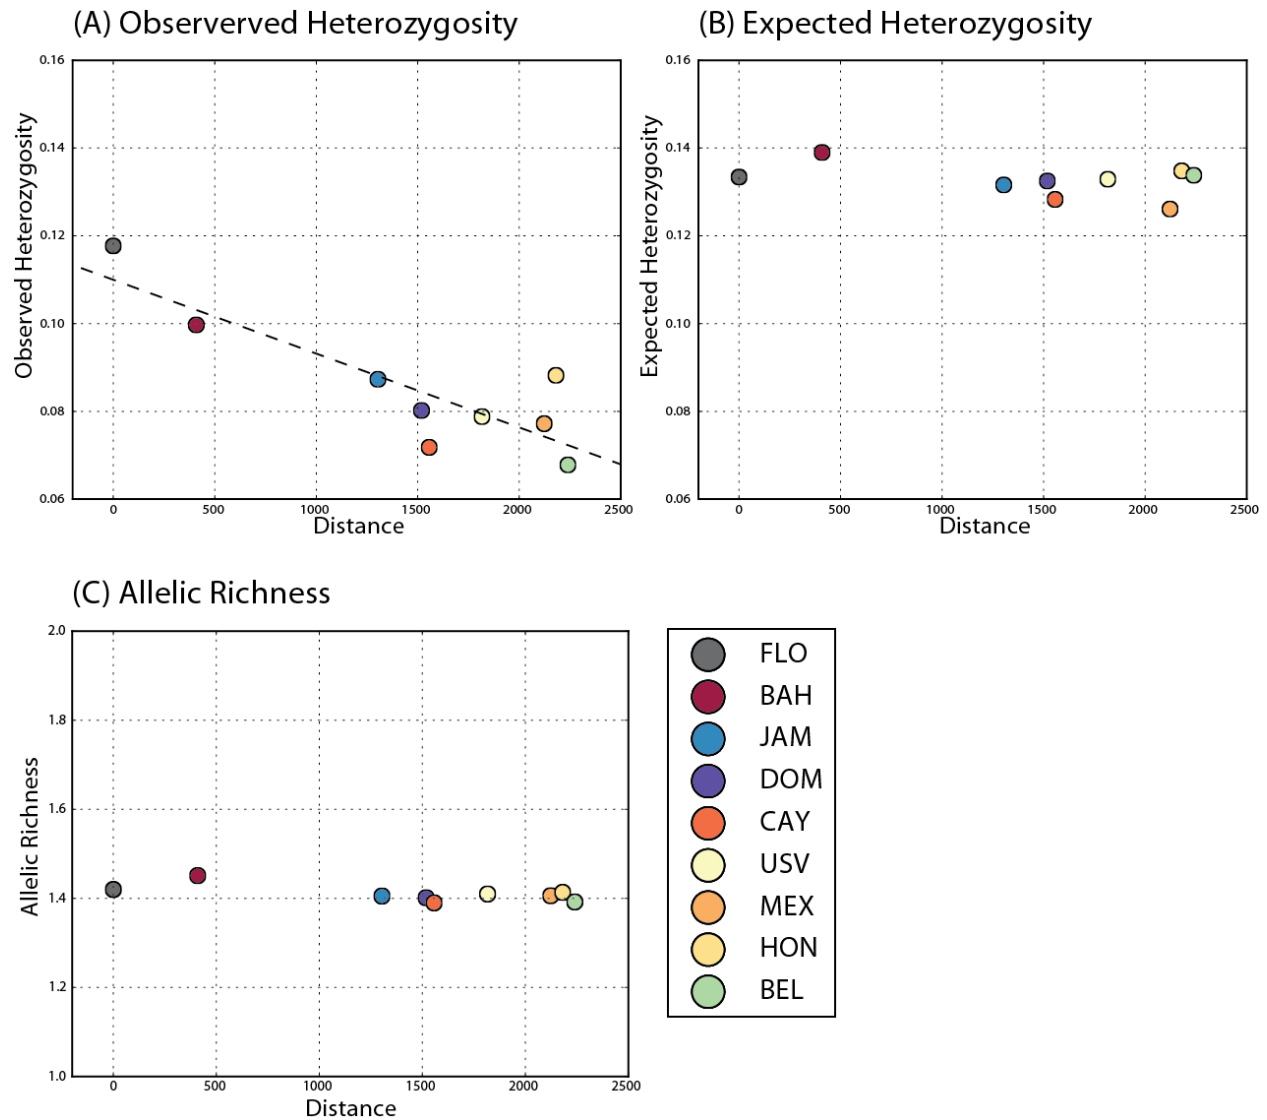 (A) Observerved Heterozygosity
0.16
0.14
0.12
0.10
0.08
0.06
Observed Heterozygosity
0
500
1000
1500
2000
2500
Distance
(B) Expected Heterozygosity
0.16
0.14
0.12
0.10
0.08
0.06
Expected Heterozygosity
0
500
1000
1500
2000
2500
Distance
(C) Allelic Richness
2.0
1.8
1.6
1.4
1.2
1.0
Allelic Richness
0
500
1000
1500
2000
2500
Distance
FLO
BAH
JAM
DOM
CAY
USV
MEX
HON
BEL